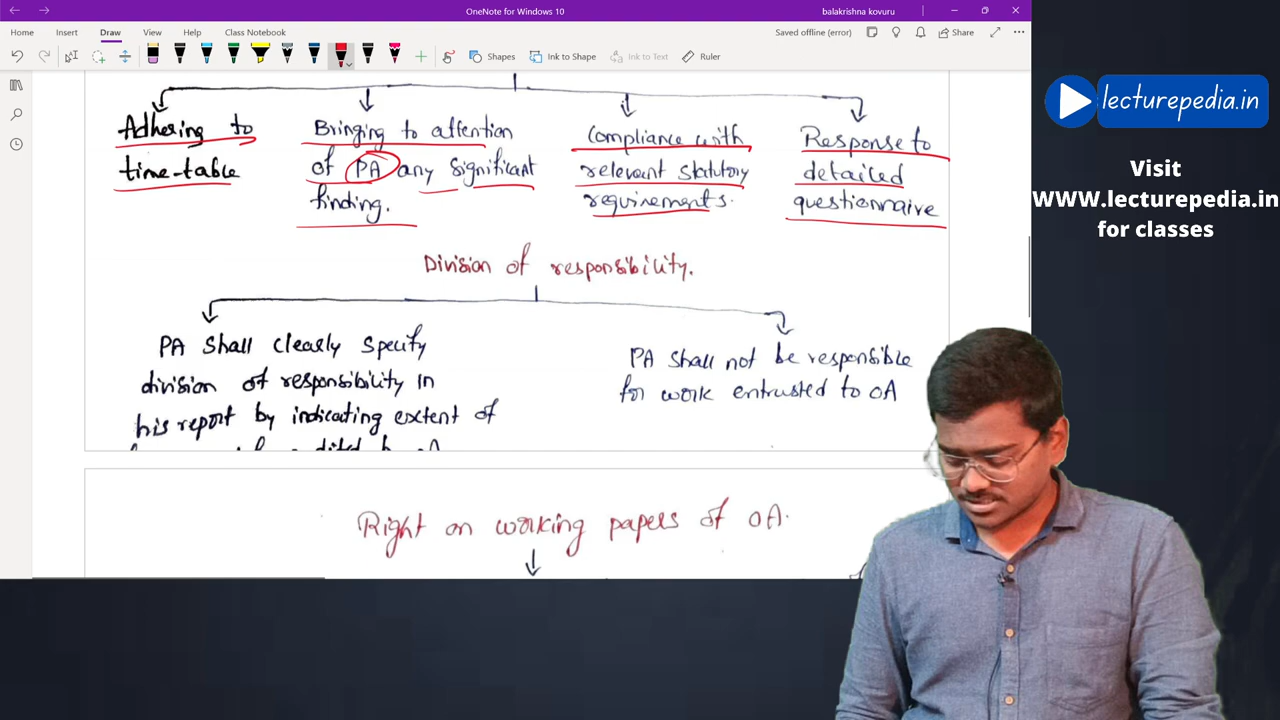 OneNote for Windows 10
balakrishna kovuru
Home Insert Draw View Help Class Notebook
Saved offline (error)
Share
Shapes
Ink to Shape
Ink to Text
Ruler
Adhering to
time-table
Bringing to attention
of PA any significant
finding.
Compliance with
relevant statutory
requirements.
Response to
detailed
questionnaire
Division of responsibility.
PA Shall clearly Specify
division of responsibility in
his report by indicating extent of
PA Shall not be responsible
for work entrusted to OA
Right on working papers of OA.
lecturepedia.in
Visit
WWW.lecturepedia.in
for classes